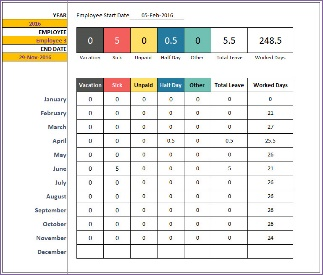 YEAR Employee Start Date 05-Feb-2016
2016
EMPLOYEE
Employee 3 0 5 0 0.5 0 5.5 248.5
END DATE
29-Nov-2016 Vacation Sick Unpaid Half Day Other Total Leave Worked Days
Vacation Sick Unpaid Half Day Other Total Leave Worked Days
January 0 0 0 0 0 0 0
February 0 0 0 0 0 0
March 0 0 0 0 0 0 27
April 0 0 0 0.5 0 0.5 25.5
May 0 0 0 0 0 0 26
June 0 5 0 0 0 5 21
July 0 0 0 0 0 0 26
August 0 0 0 0 0 0
September 0 0 0 0 0 0 26
October 0 0 0 0 0 0 26
November 0 0 0 0 0 0 24
December